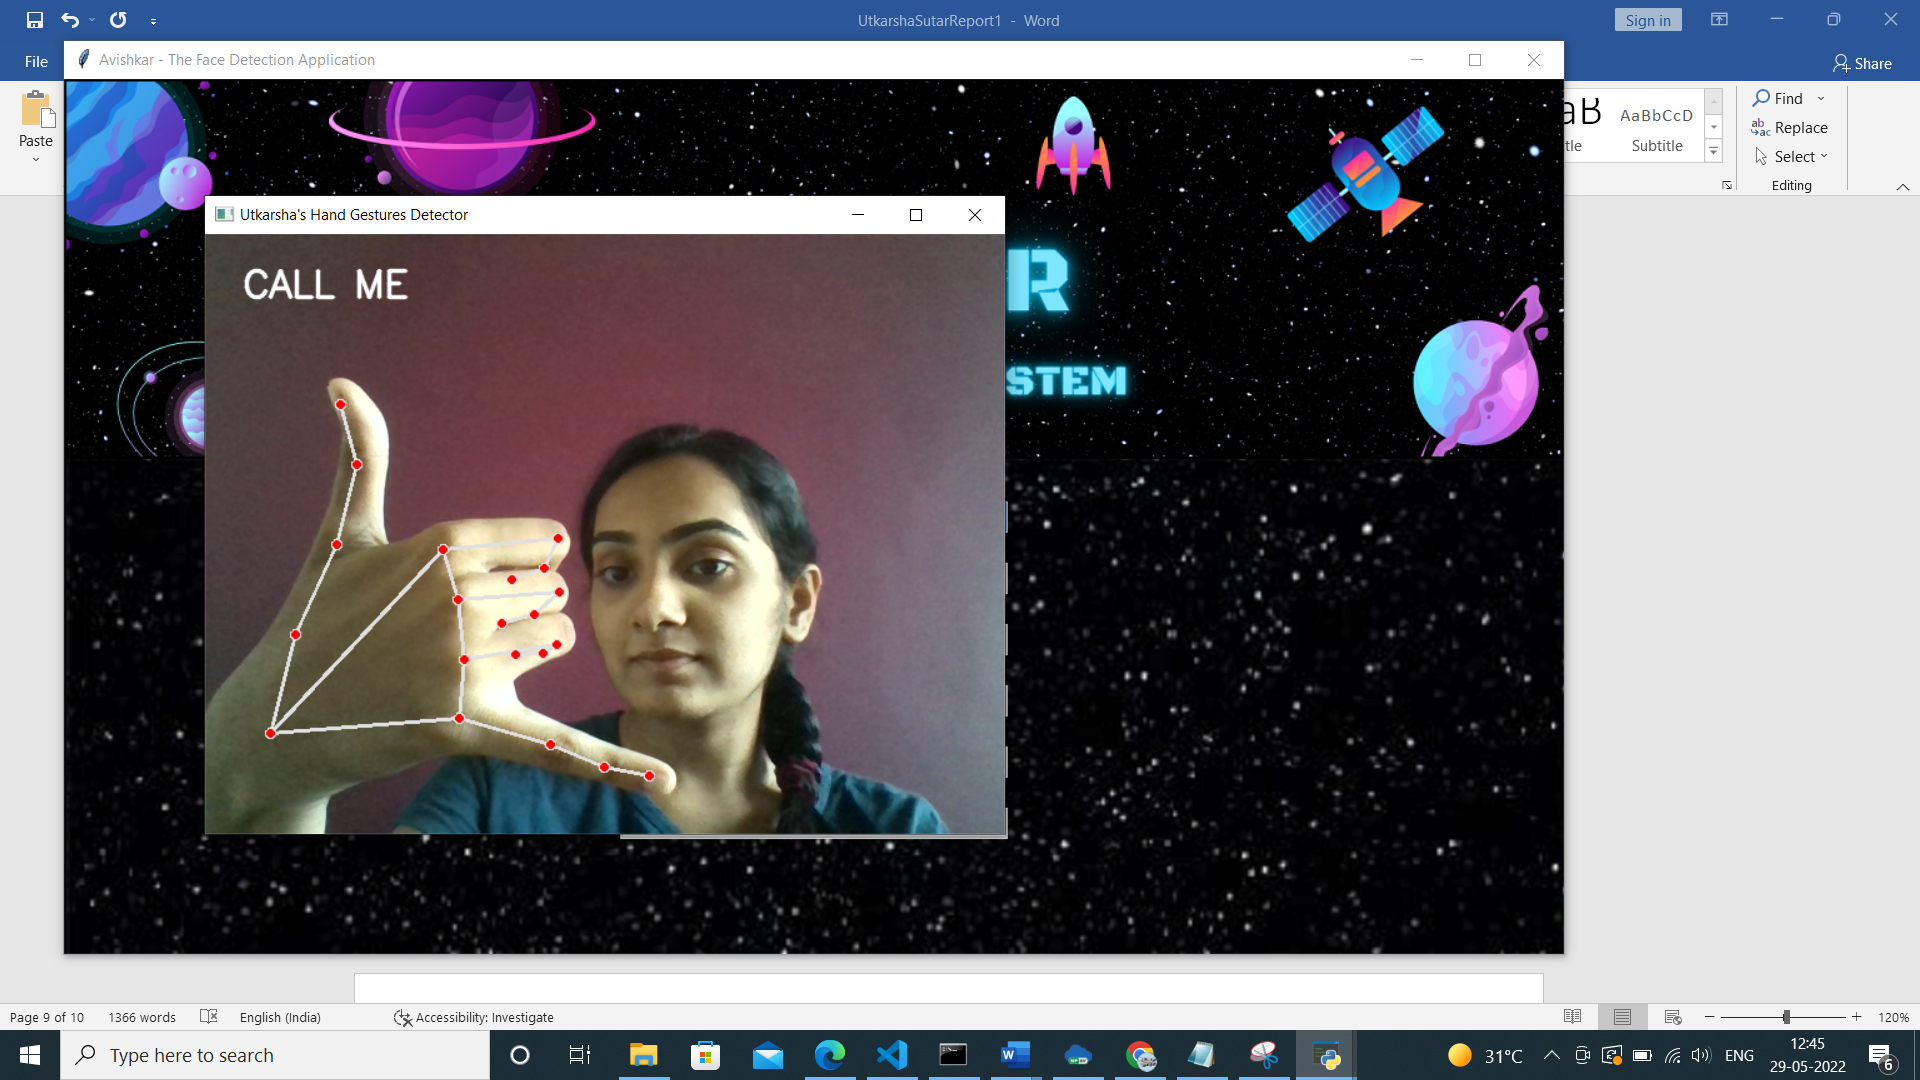 UtkarshaSutarReport1 - Word
Sign in
File
Share
Avishkar - The Face Detection Application
Paste
AaBbCcD
Subtitle
Find
Replace
Select
Editing
Utkarsha's Hand Gestures Detector
CALL ME
R
STEM
Page 9 of 10
1366 words
English (India)
Accessibility: Investigate
120%
Type here to search
31°C
ENG
12:45
29-05-2022
6